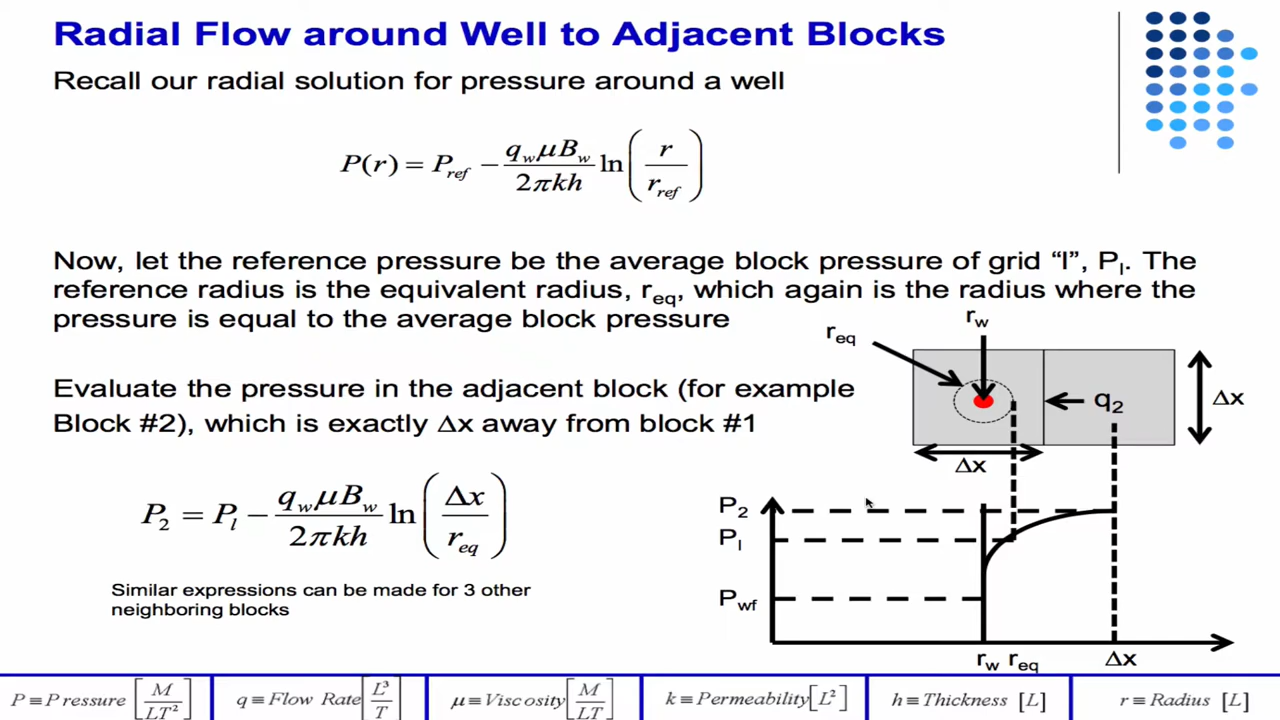 Radial Flow around Well to Adjacent Blocks
Recall our radial solution for pressure around a well
P(r) = P_ref − (q_w μ B_w / 2πkh) ln(r / r_ref)
Now, let the reference pressure be the average block pressure of grid “l”, P_l. The
reference radius is the equivalent radius, r_eq, which again is the radius where the
pressure is equal to the average block pressure
r_w
r_eq
Evaluate the pressure in the adjacent block (for example
Block #2), which is exactly Δx away from block #1
q_2
Δx
Δx
P_2 = P_l − (q_w μ B_w / 2πkh) ln(Δx / r_eq)
Similar expressions can be made for 3 other
neighboring blocks
P_2
P_l
P_wf
r_w r_eq Δx
P ≡ Pressure [M / LT²]
q ≡ Flow Rate [L³ / T]
μ ≡ Viscosity [M / LT]
k ≡ Permeability [L²]
h ≡ Thickness [L]
r ≡ Radius [L]